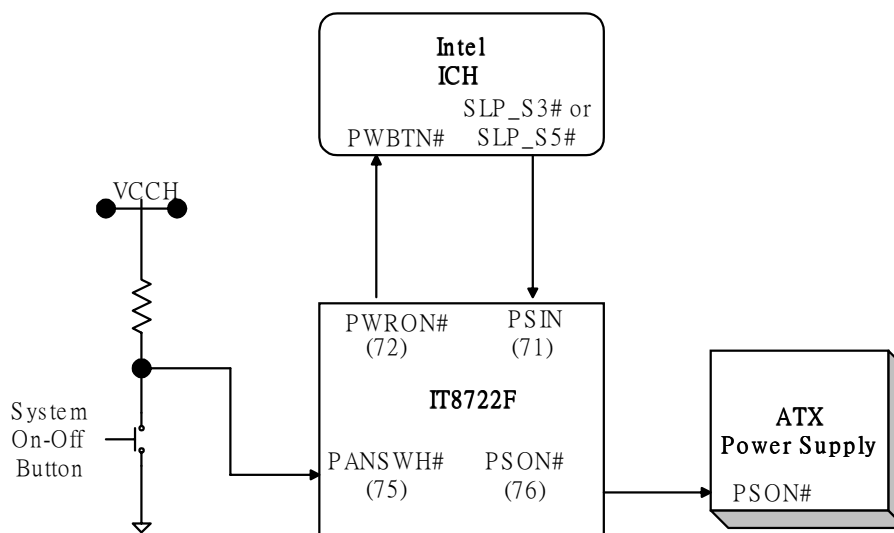 Intel
ICH
SLP_S3# or
PWBTN# SLP_S5#
VCCH
PWRON# PSIN
(72) (71)
IT8722F
System
On-Off
Button
PANSWH# PSON#
(75) (76)
ATX
Power Supply
PSON#